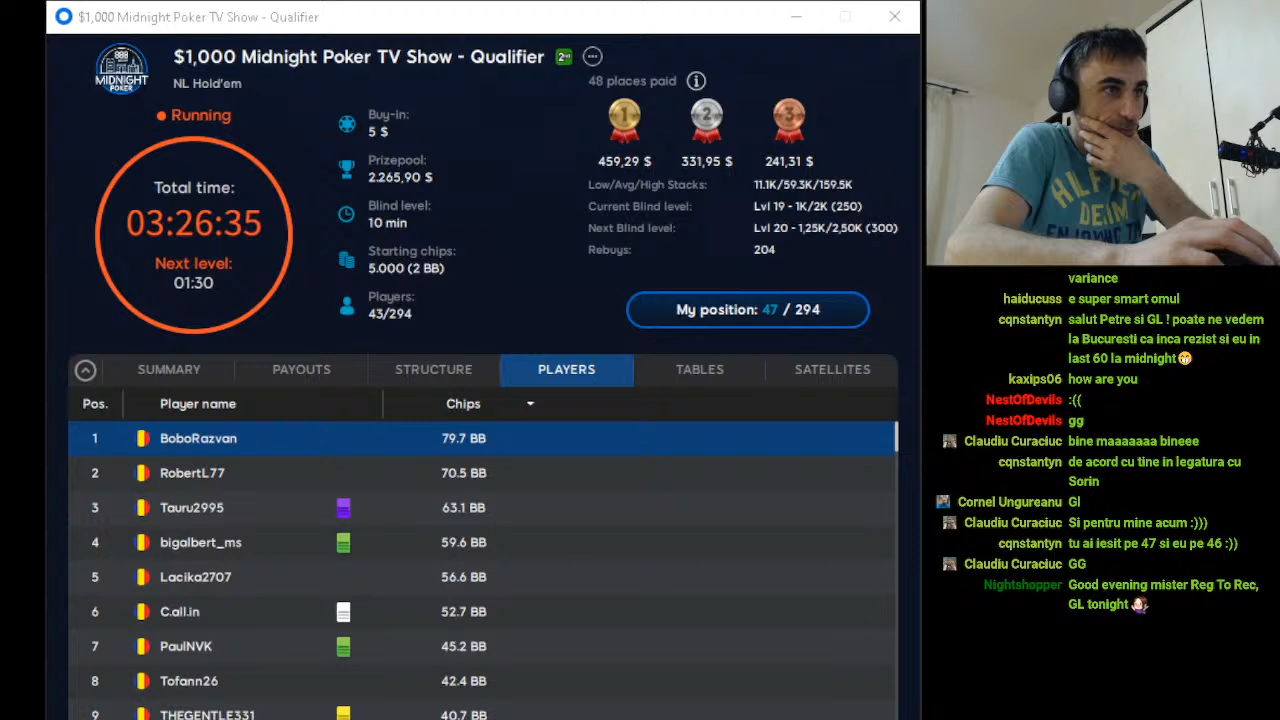 $1,000 Midnight Poker TV Show - Qualifier
888
MIDNIGHT
POKER
$1,000 Midnight Poker TV Show - Qualifier 2nd
NL Hold'em
Running
Total time:
03:26:35
Next level:
01:30
Buy-in:
5 $
Prizepool:
2.265,90 $
Blind level:
10 min
Starting chips:
5.000 (2 BB)
Players:
43/294
48 places paid
1 2 3
459,29 $ 331,95 $ 241,31 $
Low/Avg/High Stacks: 11.1K/59.3K/159.5K
Current Blind level: Lvl 19 - 1K/2K (250)
Next Blind level: Lvl 20 - 1,25K/2,50K (300)
Rebuys: 204
My position: 47 / 294
SUMMARY PAYOUTS STRUCTURE PLAYERS TABLES SATELLITES
Pos. Player name Chips
1 BoboRazvan 79.7 BB
2 RobertL77 70.5 BB
3 Tauru2995 63.1 BB
4 bigalbert_ms 59.6 BB
5 Lacika2707 56.6 BB
6 C.all.in 52.7 BB
7 PaulNVK 45.2 BB
8 Tofann26 42.4 BB
9 THEGENTLE331 40.7 BB
HILFIGER
DENIM
variance
haiducuss e super smart omul
cqnstantyn salut Petre si GL ! poate ne vedem
la Bucuresti ca inca rezist si eu in
last 60 la midnight😁
kaxips06 how are you
NestOfDevils :((
NestOfDevils gg
Claudiu Curaciuc bine maaaaaaa bineee
cqnstantyn de acord cu tine in legatura cu
Sorin
Cornel Ungureanu Gl
Claudiu Curaciuc Si pentru mine acum :)))
cqnstantyn tu ai iesit pe 47 si eu pe 46 :))
Claudiu Curaciuc GG
Nightshopper Good evening mister Reg To Rec,
GL tonight